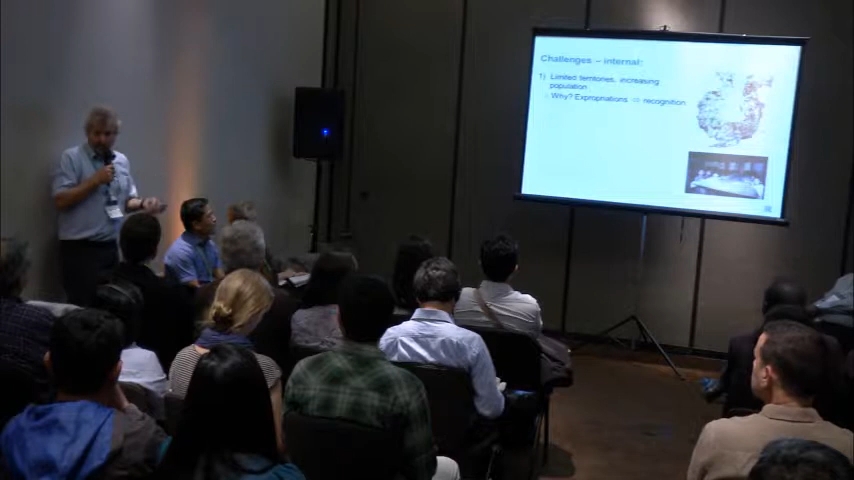 Challenges – internal:
1) Limited territories, increasing
population
Why? Expropriations ⇨ recognition